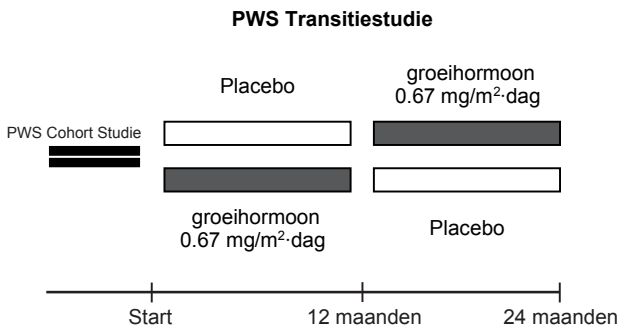 PWS Transitiestudie
Placebo
groeihormoon
0.67 mg/m²·dag
PWS Cohort Studie
groeihormoon
0.67 mg/m²·dag
Placebo
Start
12 maanden
24 maanden